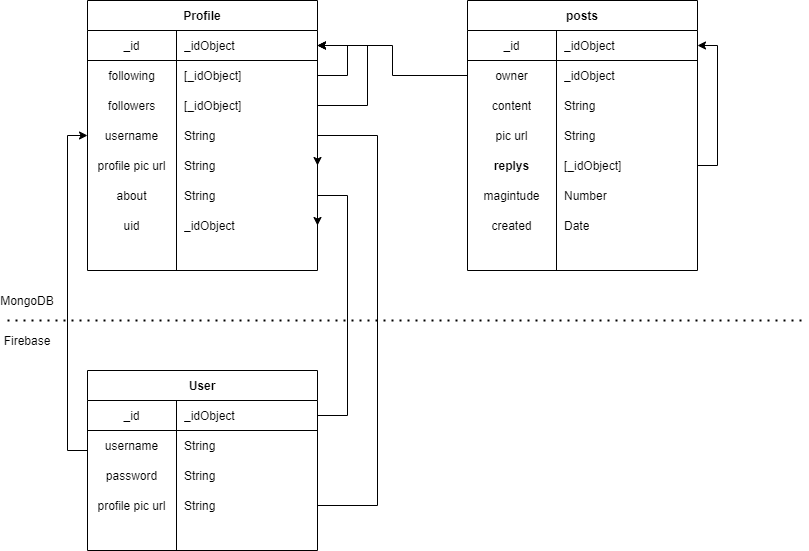 Profile
_id _idObject
following [_idObject]
followers [_idObject]
username String
profile pic url String
about String
uid _idObject
posts
_id _idObject
owner _idObject
content String
pic url String
replys [_idObject]
magintude Number
created Date
MongoDB
Firebase
User
_id _idObject
username String
password String
profile pic url String